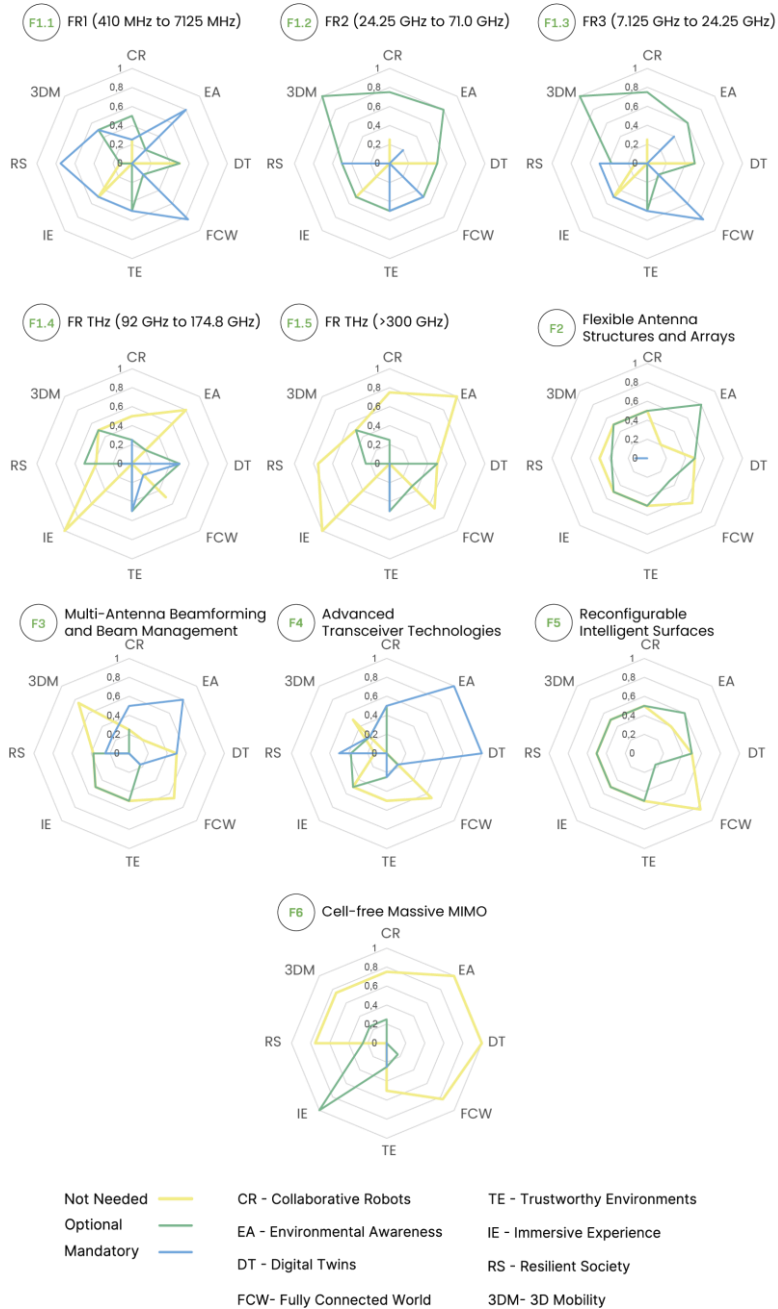 F1.1 FR1 (410 MHz to 7125 MHz)
CR
1
0,8
0,6
0,4
0,2
0
EA
DT
FCW
TE
IE
RS
3DM
F1.2 FR2 (24.25 GHz to 71.0 GHz)
CR
1
0,8
0,6
0,4
0,2
0
EA
DT
FCW
TE
IE
RS
3DM
F1.3 FR3 (7.125 GHz to 24.25 GHz)
CR
1
0,8
0,6
0,4
0,2
0
EA
DT
FCW
TE
IE
RS
3DM
F1.4 FR THz (92 GHz to 174.8 GHz)
CR
1
0,8
0,6
0,4
0,2
0
EA
DT
FCW
TE
IE
RS
3DM
F1.5 FR THz (>300 GHz)
CR
1
0,8
0,6
0,4
0,2
0
EA
DT
FCW
TE
IE
RS
3DM
F2 Flexible Antenna
Structures and Arrays
CR
1
0,8
0,6
0,4
0,2
0
EA
DT
FCW
TE
IE
RS
3DM
F3 Multi-Antenna Beamforming
and Beam Management
CR
1
0,8
0,6
0,4
0,2
0
EA
DT
FCW
TE
IE
RS
3DM
F4 Advanced
Transceiver Technologies
CR
1
0,8
0,6
0,4
0,2
0
EA
DT
FCW
TE
IE
RS
3DM
F5 Reconfigurable
Intelligent Surfaces
CR
1
0,8
0,6
0,4
0,2
0
EA
DT
FCW
TE
IE
RS
3DM
F6 Cell-free Massive MIMO
CR
1
0,8
0,6
0,4
0,2
0
EA
DT
FCW
TE
IE
RS
3DM
Not Needed
Optional
Mandatory
CR - Collaborative Robots
EA - Environmental Awareness
DT - Digital Twins
FCW- Fully Connected World
TE - Trustworthy Environments
IE - Immersive Experience
RS - Resilient Society
3DM- 3D Mobility